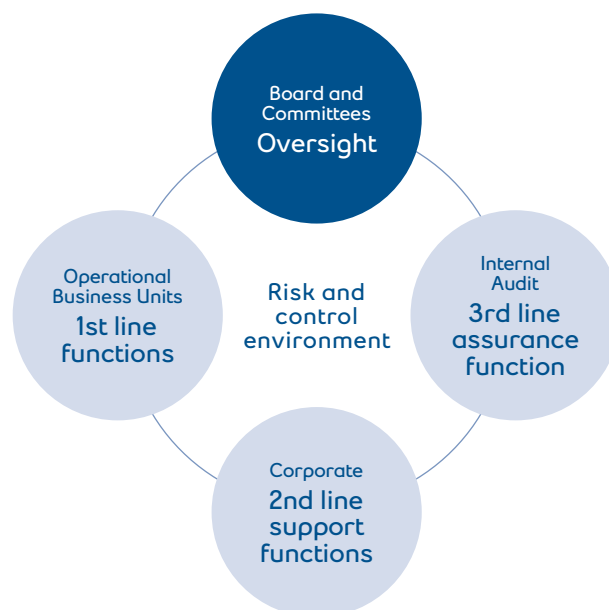 Board and
Committees
Oversight
Operational
Business Units
1st line
functions
Risk and
control
environment
Internal
Audit
3rd line
assurance
function
Corporate
2nd line
support
functions